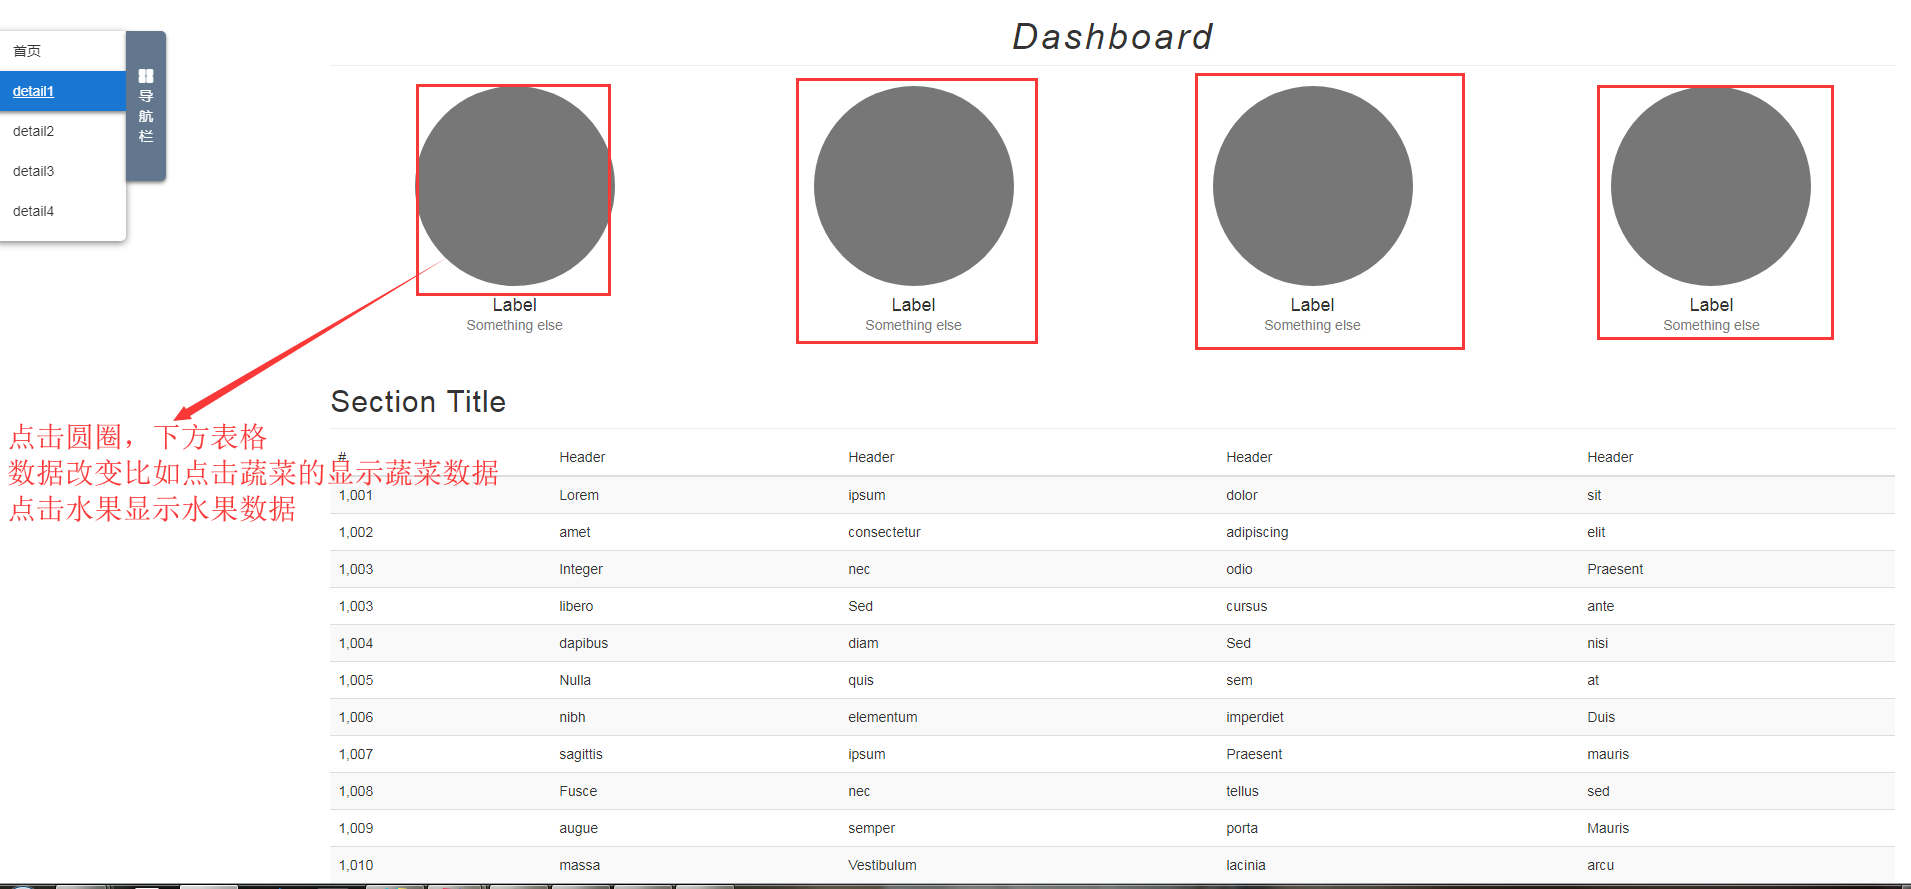 Dashboard
首页
detail1
detail2
detail3
detail4
导
航
栏
Label
Something else
Label
Something else
Label
Something else
Label
Something else
Section Title
点击圆圈，下方表格
数据改变比如点击蔬菜的显示蔬菜数据
点击水果显示水果数据
# Header Header Header Header
1,001 Lorem ipsum dolor sit
1,002 amet consectetur adipiscing elit
1,003 Integer nec odio Praesent
1,003 libero Sed cursus ante
1,004 dapibus diam Sed nisi
1,005 Nulla quis sem at
1,006 nibh elementum imperdiet Duis
1,007 sagittis ipsum Praesent mauris
1,008 Fusce nec tellus sed
1,009 augue semper porta Mauris
1,010 massa Vestibulum lacinia arcu